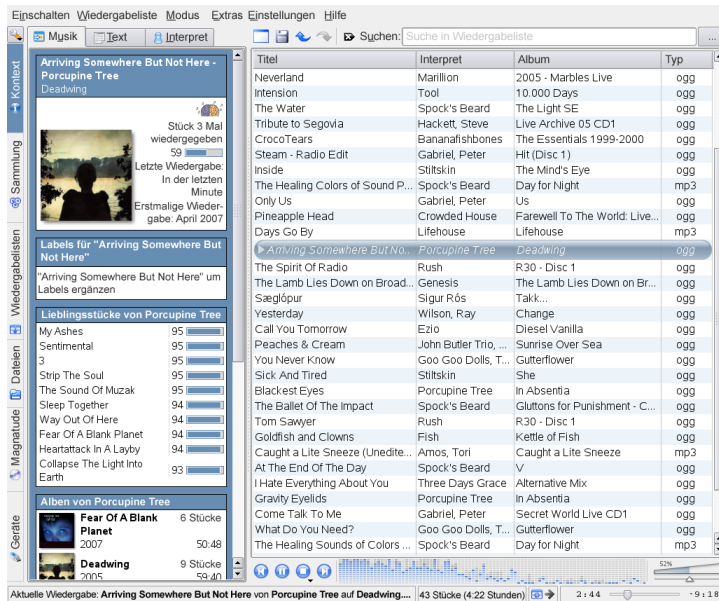 Einschalten Wiedergabeliste Modus Extras Einstellungen Hilfe
Musik Text Interpret
Suchen: Suche in Wiedergabeliste ...
Kontext
Sammlung
Wiedergabelisten
Dateien
Magnatude
Geräte
Arriving Somewhere But Not Here -
Porcupine Tree
Deadwing
Stück 3 Mal
wiedergegeben
59
Letzte Wiedergabe:
In der letzten
Minute
Erstmalige Wieder-
gabe: April 2007
Labels für "Arriving Somewhere But
Not Here"
"Arriving Somewhere But Not Here" um
Labels ergänzen
Lieblingsstücke von Porcupine Tree
My Ashes 95
Sentimental 95
3 95
Strip The Soul 95
The Sound Of Muzak 95
Sleep Together 94
Way Out Of Here 94
Fear Of A Blank Planet 94
Heartattack In A Layby 94
Collapse The Light Into
Earth 93
Alben von Porcupine Tree
Fear Of A Blank 6 Stücke
Planet
2007 50:48
Deadwing 9 Stücke
2005 59:40
Titel Interpret Album Typ
Neverland Marillion 2005 - Marbles Live ogg
Intension Tool 10.000 Days ogg
The Water Spock's Beard The Light SE ogg
Tribute to Segovia Hackett, Steve Live Archive 05 CD1 ogg
CrocoTears Bananafishbones The Essentials 1999-2000 ogg
Steam - Radio Edit Gabriel, Peter Hit (Disc 1) ogg
Inside Stiltskin The Mind's Eye ogg
The Healing Colors of Sound P... Spock's Beard Day for Night mp3
Only Us Gabriel, Peter Us ogg
Pineapple Head Crowded House Farewell To The World: Live... ogg
Days Go By Lifehouse Lifehouse mp3
Arriving Somewhere But No... Porcupine Tree Deadwing ogg
The Spirit Of Radio Rush R30 - Disc 1 ogg
The Lamb Lies Down on Broad... Genesis The Lamb Lies Down on Br... ogg
Sæglópur Sigur Rós Takk... ogg
Yesterday Wilson, Ray Change ogg
Call You Tomorrow Ezio Diesel Vanilla ogg
Peaches & Cream John Butler Trio, ... Sunrise Over Sea ogg
You Never Know Goo Goo Dolls, T... Gutterflower ogg
Sick And Tired Stiltskin She ogg
Blackest Eyes Porcupine Tree In Absentia ogg
The Ballet Of The Impact Spock's Beard Gluttons for Punishment - C... ogg
Tom Sawyer Rush R30 - Disc 1 ogg
Goldfish and Clowns Fish Kettle of Fish ogg
Caught a Lite Sneeze (Unedite... Amos, Tori Caught a Lite Sneeze mp3
At The End Of The Day Spock's Beard V ogg
I Hate Everything About You Three Days Grace Alternative Mix ogg
Gravity Eyelids Porcupine Tree In Absentia ogg
Come Talk To Me Gabriel, Peter Secret World Live CD1 ogg
What Do You Need? Goo Goo Dolls, T... Gutterflower ogg
The Healing Sounds of Colors ... Spock's Beard Day for Night mp3
52%
Aktuelle Wiedergabe: Arriving Somewhere But Not Here von Porcupine Tree auf Deadwing.... 43 Stücke (4:22 Stunden) 2:44 -9:18